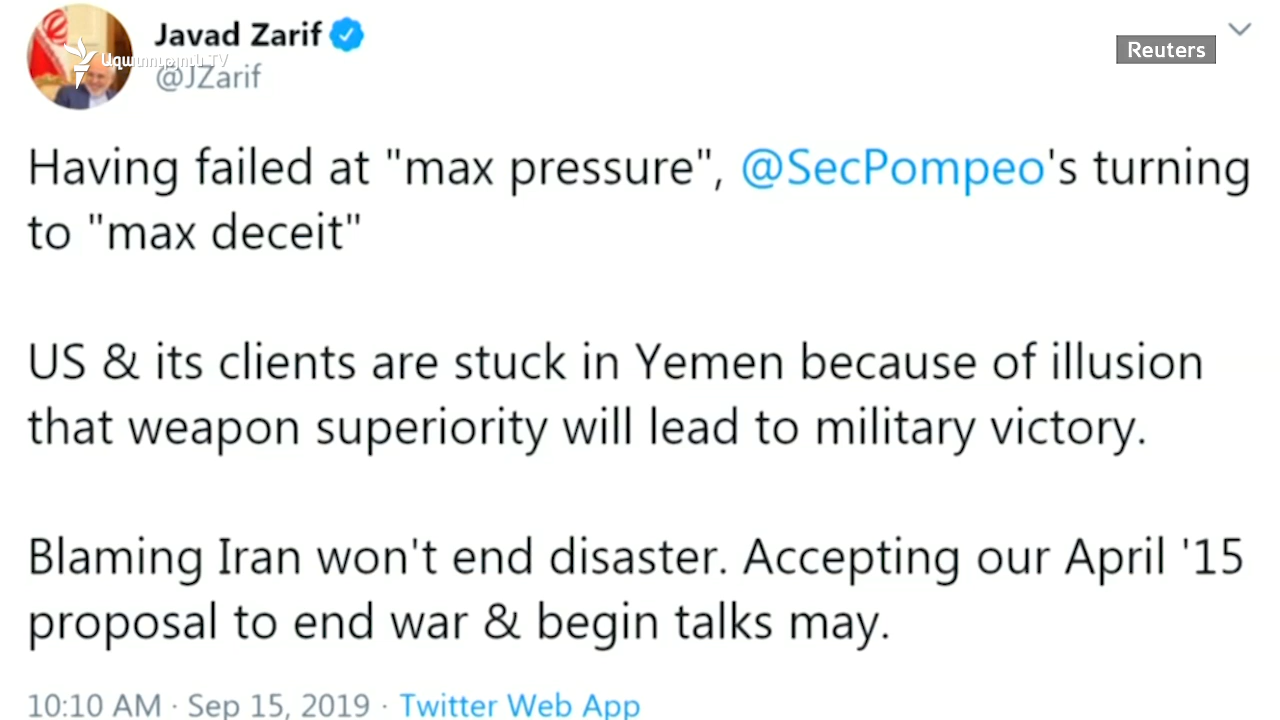 Javad Zarif
Ազատություն TV
@JZarif
Reuters
Having failed at "max pressure", @SecPompeo's turning
to "max deceit"
US & its clients are stuck in Yemen because of illusion
that weapon superiority will lead to military victory.
Blaming Iran won't end disaster. Accepting our April '15
proposal to end war & begin talks may.
10:10 AM · Sep 15, 2019 · Twitter Web App